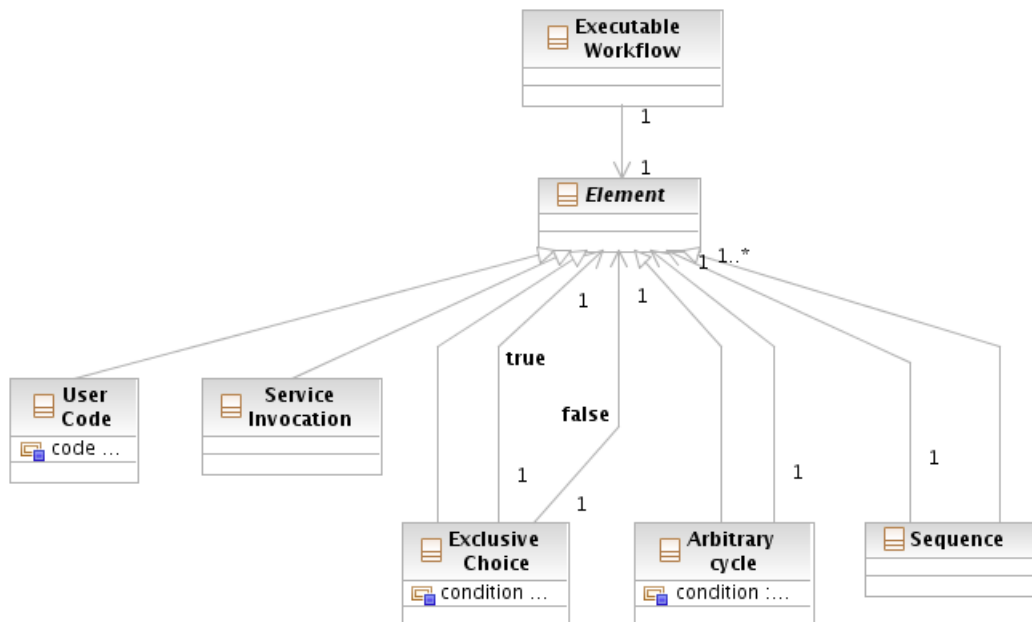 Executable
Workflow
1
1
Element
1
1..*
1
1
true
false
User
Code
code ...
Service
Invocation
1
1
1
1
Exclusive
Choice
condition ...
Arbitrary
cycle
condition :...
Sequence